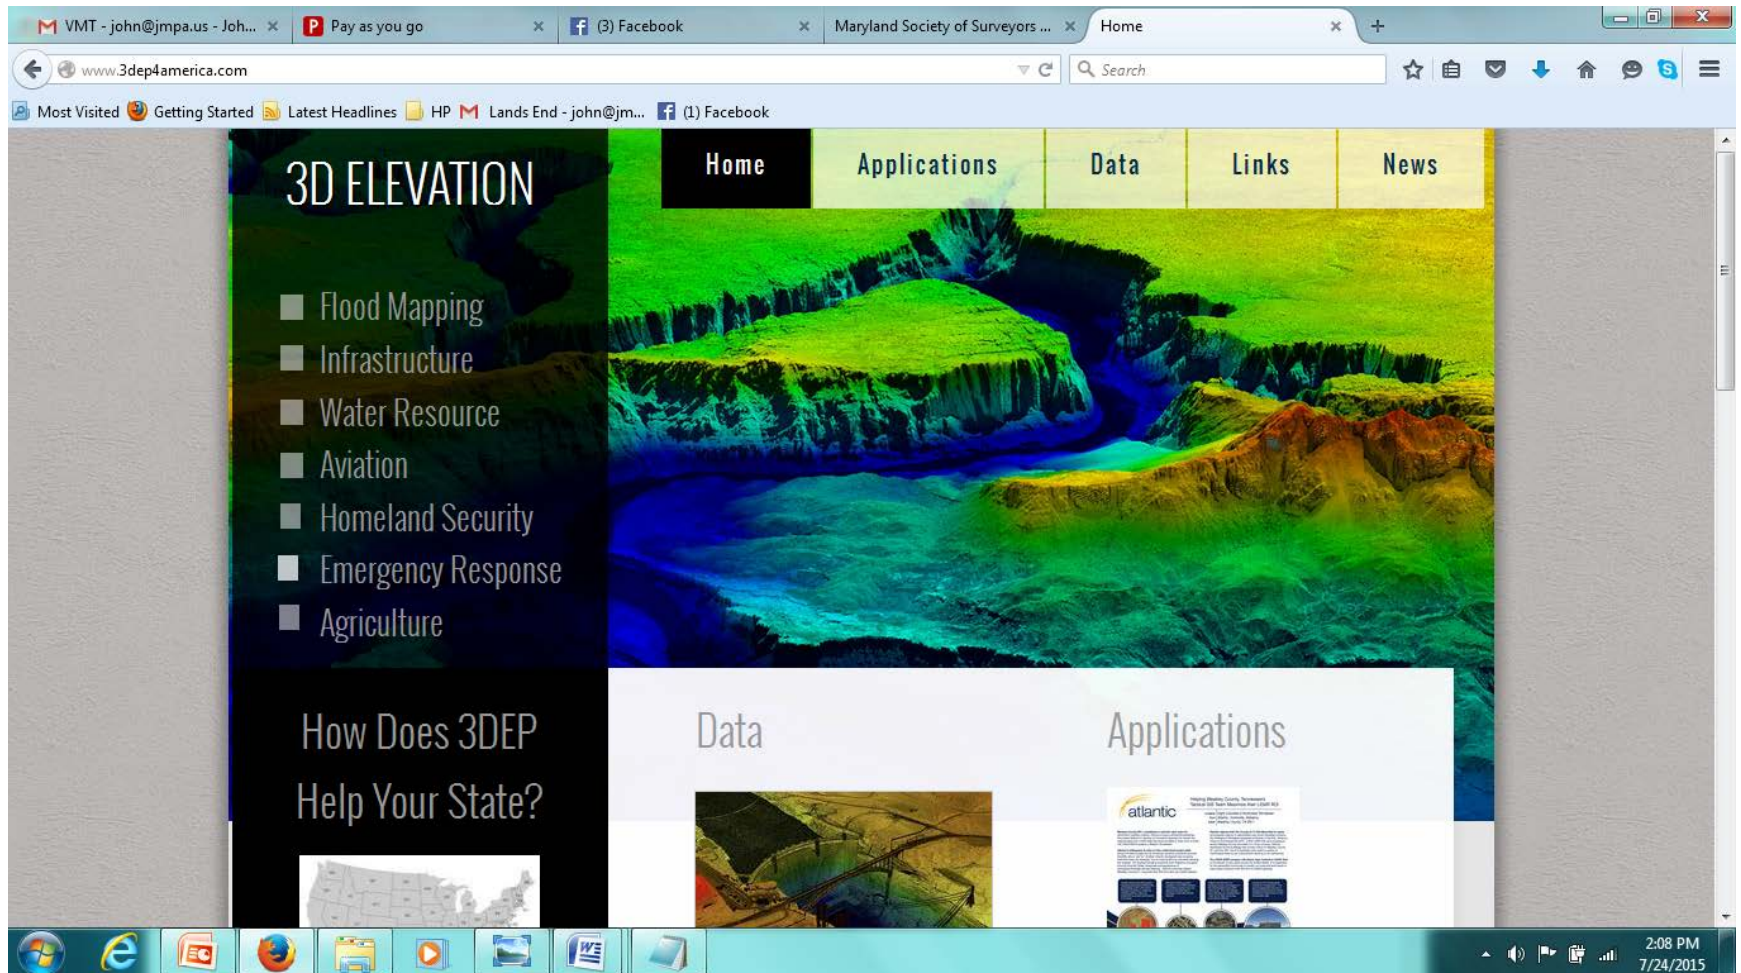 VMT - john@jmpa.us - Joh...
Pay as you go
(3) Facebook
Maryland Society of Surveyors ...
Home
www.3dep4america.com
Search
Most Visited
Getting Started
Latest Headlines
HP
Lands End - john@jm...
(1) Facebook
3D ELEVATION
Home
Applications
Data
Links
News
Flood Mapping
Infrastructure
Water Resource
Aviation
Homeland Security
Emergency Response
Agriculture
How Does 3DEP
Help Your State?
Data
Applications
atlantic
2:08 PM
7/24/2015